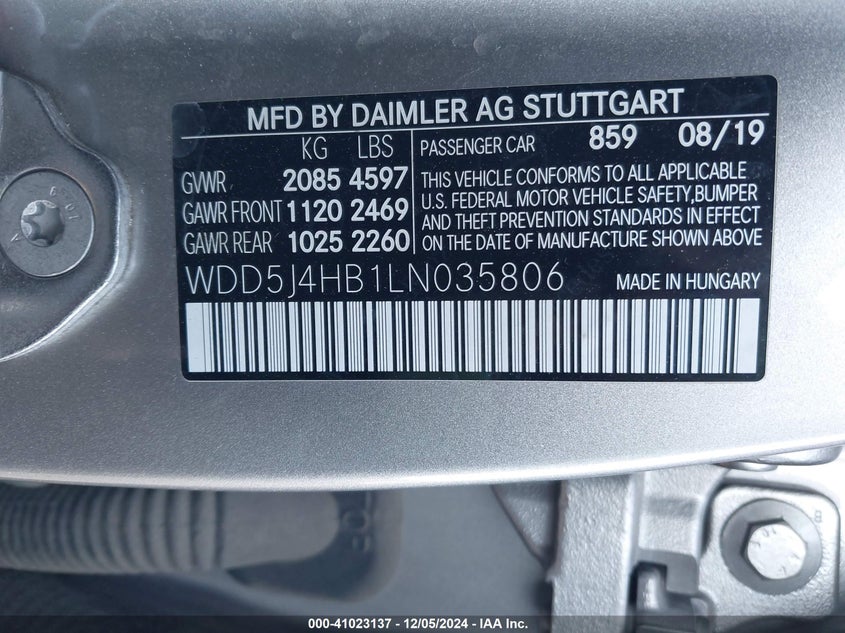 MFD BY DAIMLER AG STUTTGART
KG LBS
GVWR 2085 4597
GAWR FRONT 1120 2469
GAWR REAR 1025 2260
PASSENGER CAR 859 08/19
THIS VEHICLE CONFORMS TO ALL APPLICABLE
U.S. FEDERAL MOTOR VEHICLE SAFETY,BUMPER
AND THEFT PREVENTION STANDARDS IN EFFECT
ON THE DATE OF MANUFACTURE SHOWN ABOVE
WDD5J4HB1LN035806 MADE IN HUNGARY
10.9
A
000-41023137 - 12/05/2024 - IAA Inc.